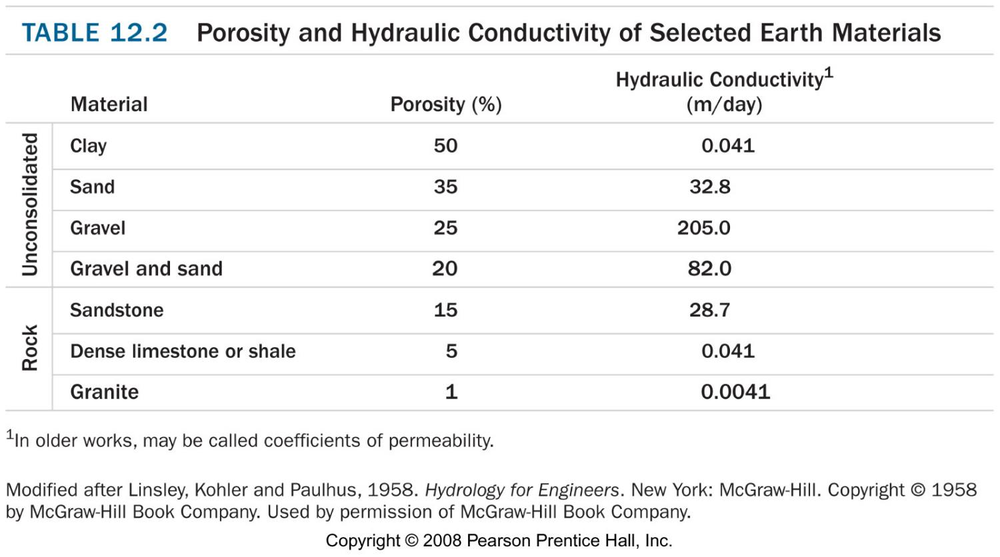 TABLE 12.2 Porosity and Hydraulic Conductivity of Selected Earth Materials
Hydraulic Conductivity¹
Material Porosity (%) (m/day)
Unconsolidated
Clay 50 0.041
Sand 35 32.8
Gravel 25 205.0
Gravel and sand 20 82.0
Rock
Sandstone 15 28.7
Dense limestone or shale 5 0.041
Granite 1 0.0041
¹In older works, may be called coefficients of permeability.
Modified after Linsley, Kohler and Paulhus, 1958. Hydrology for Engineers. New York: McGraw-Hill. Copyright © 1958
by McGraw-Hill Book Company. Used by permission of McGraw-Hill Book Company.
Copyright © 2008 Pearson Prentice Hall, Inc.